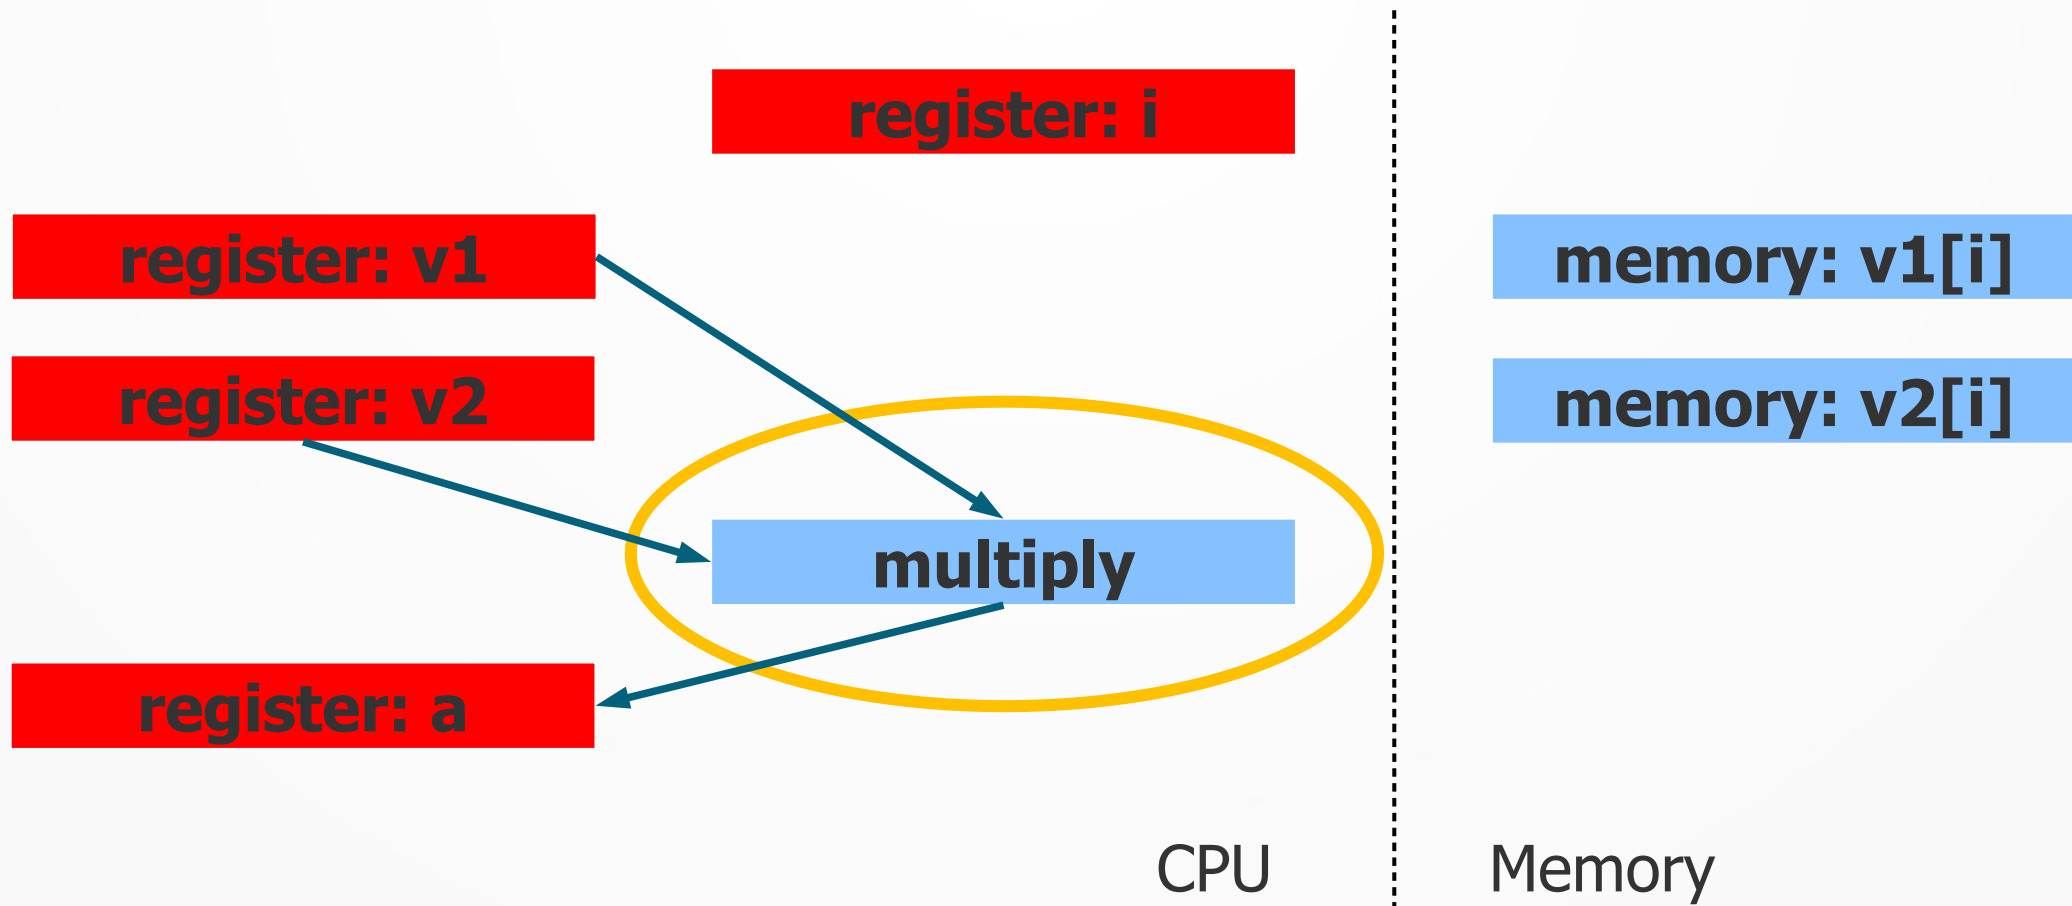 register: i
register: v1
memory: v1[i]
register: v2
memory: v2[i]
multiply
register: a
CPU
Memory